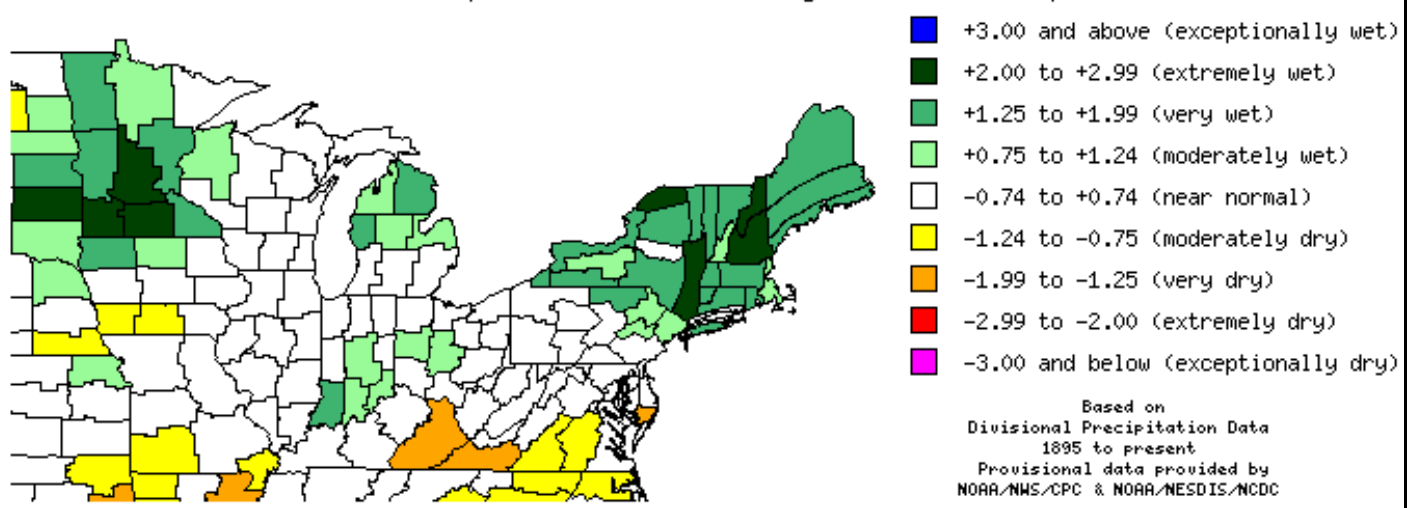 +3.00 and above (exceptionally wet)
+2.00 to +2.99 (extremely wet)
+1.25 to +1.99 (very wet)
+0.75 to +1.24 (moderately wet)
-0.74 to +0.74 (near normal)
-1.24 to -0.75 (moderately dry)
-1.99 to -1.25 (very dry)
-2.99 to -2.00 (extremely dry)
-3.00 and below (exceptionally dry)
Based on
Divisional Precipitation Data
1895 to present
Provisional data provided by
NOAA/NWS/CPC & NOAA/NESDIS/NCDC